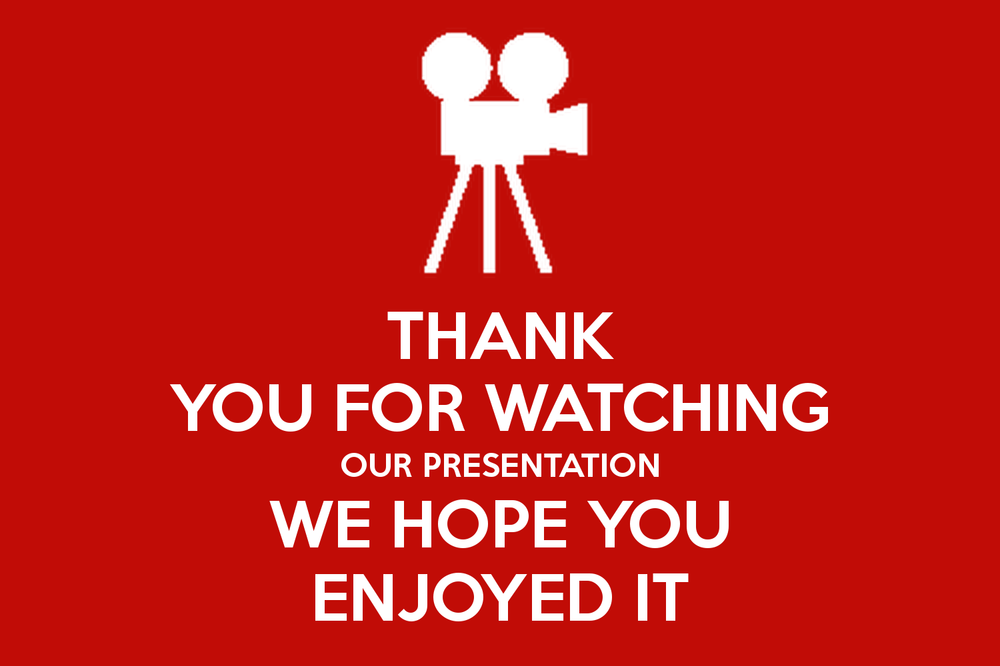 THANK
YOU FOR WATCHING
OUR PRESENTATION
WE HOPE YOU
ENJOYED IT